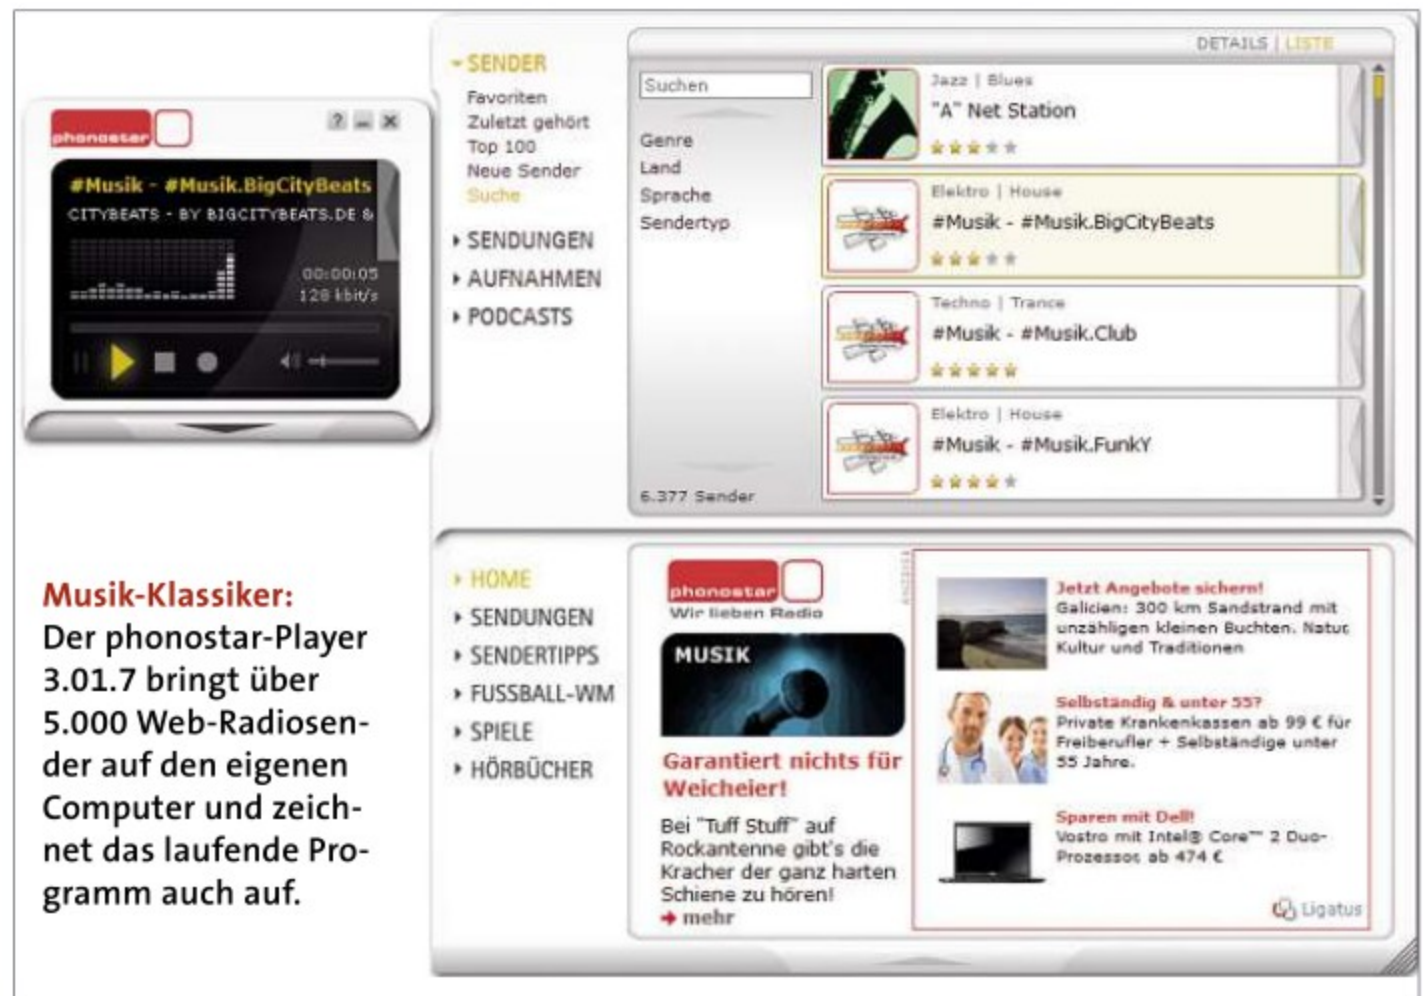 phonostar
? – ×
#Musik - #Musik.BigCityBeats
CITYBEATS - BY BIGCITYBEATS.DE &
00:00:05
128 kbit/s
SENDER
Favoriten
Zuletzt gehört
Top 100
Neue Sender
Suche
SENDUNGEN
AUFNAHMEN
PODCASTS
DETAILS | LISTE
Suchen
Genre
Land
Sprache
Sendertyp
6.377 Sender
Jazz | Blues
"A" Net Station
Elektro | House
#Musik - #Musik.BigCityBeats
Techno | Trance
#Musik - #Musik.Club
Elektro | House
#Musik - #Musik.FunkY
Musik-Klassiker:
Der phonostar-Player
3.01.7 bringt über
5.000 Web-Radiosen-
der auf den eigenen
Computer und zeich-
net das laufende Pro-
gramm auch auf.
HOME
SENDUNGEN
SENDERTIPPS
FUSSBALL-WM
SPIELE
HÖRBÜCHER
phonostar
Wir lieben Radio
MUSIK
Garantiert nichts für
Weicheier!
Bei "Tuff Stuff" auf
Rockantenne gibt's die
Kracher der ganz harten
Schiene zu hören!
mehr
ANZEIGE
Jetzt Angebote sichern!
Galicien: 300 km Sandstrand mit
unzähligen kleinen Buchten. Natur,
Kultur und Traditionen
Selbständig & unter 55?
Private Krankenkassen ab 99 € für
Freiberufler + Selbständige unter
55 Jahre.
Sparen mit Dell!
Vostro mit Intel® Core™ 2 Duo-
Prozessor ab 474 €
Ligatus